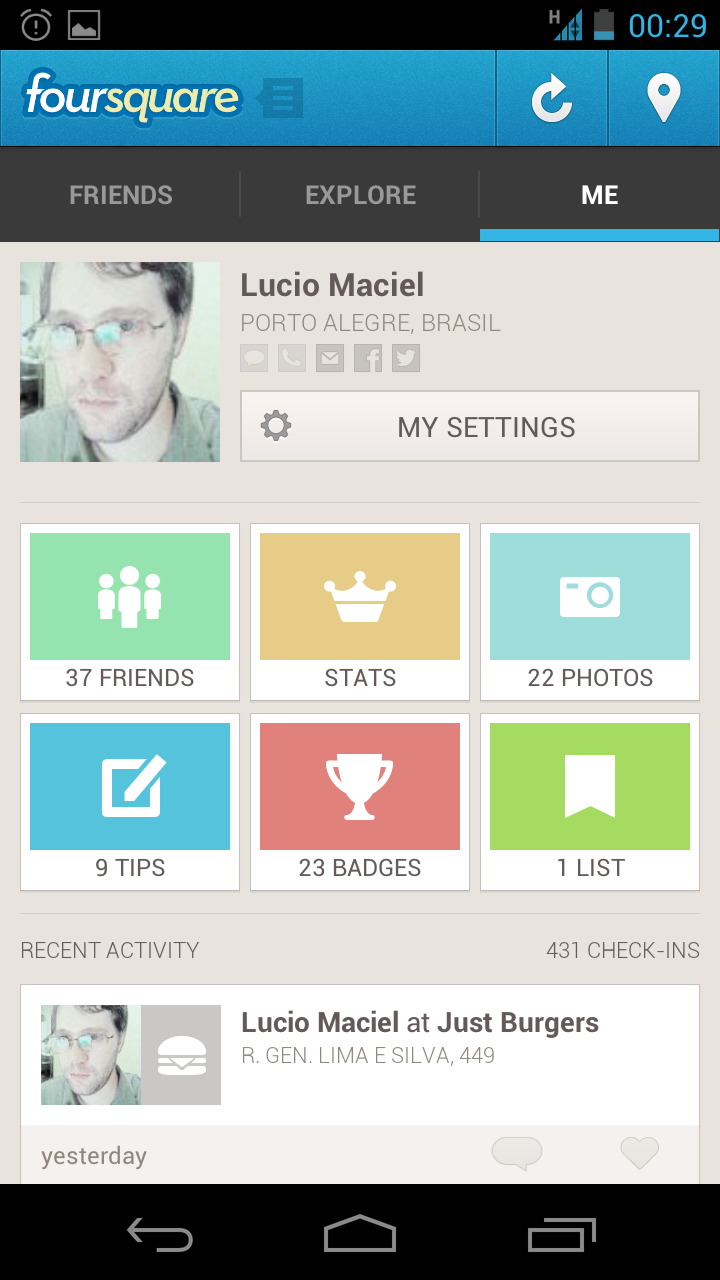 H 00:29
foursquare
FRIENDS EXPLORE ME
Lucio Maciel
PORTO ALEGRE, BRASIL
MY SETTINGS
37 FRIENDS STATS 22 PHOTOS
9 TIPS 23 BADGES 1 LIST
RECENT ACTIVITY 431 CHECK-INS
Lucio Maciel at Just Burgers
R. GEN. LIMA E SILVA, 449
yesterday